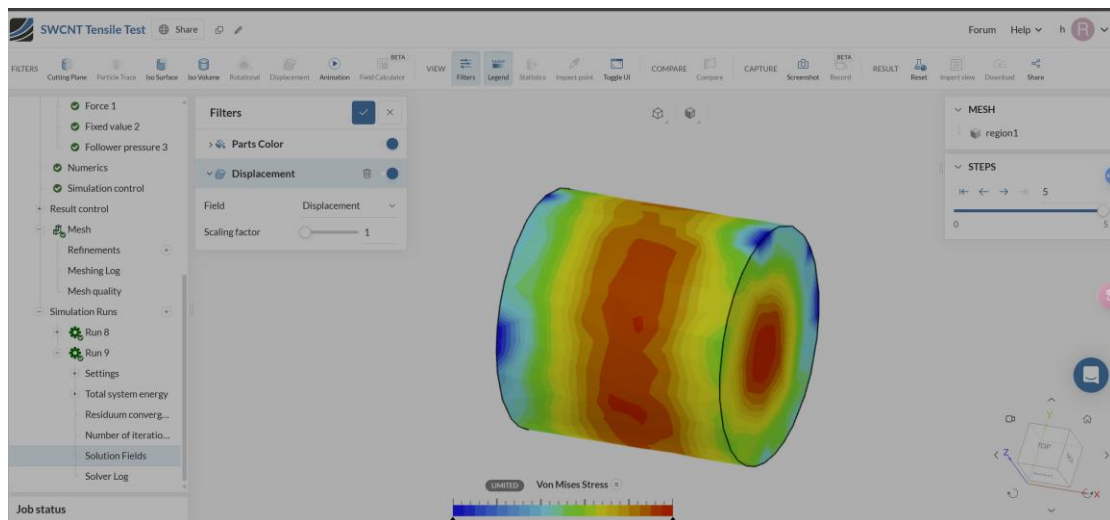 SWCNT Tensile Test Share
Forum Help h R
FILTERS Cutting Plane Particle Trace Iso Surface Iso Volume Rotational Displacement Animation Field Calculator BETA VIEW Filters Legend Statistics Inspect point Toggle UI COMPARE Compare CAPTURE Screenshot Record BETA RESULT Reset Import view Download Share
Force 1
Fixed value 2
Follower pressure 3
Numerics
Simulation control
Result control
Mesh
Refinements
Meshing Log
Mesh quality
Simulation Runs
Run 8
Run 9
Settings
Total system energy
Residuum converg...
Number of iteratio...
Solution Fields
Solver Log
Job status
Filters
Parts Color
Displacement
Field Displacement
Scaling factor 1
MESH
region1
STEPS
5
0 5
Y
TOP
Z
X
LIMITED Von Mises Stress